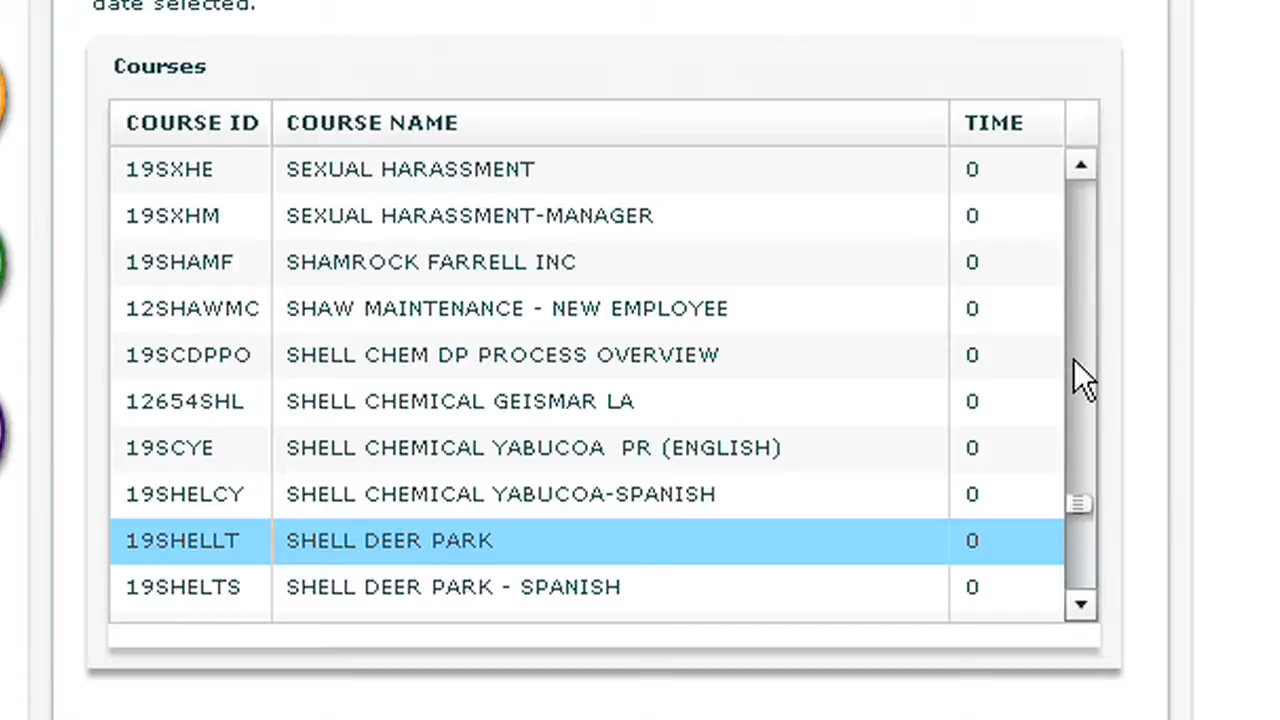 date selected.
Courses
COURSE ID COURSE NAME TIME
19SXHE SEXUAL HARASSMENT 0
19SXHM SEXUAL HARASSMENT-MANAGER 0
19SHAMF SHAMROCK FARRELL INC 0
12SHAWMC SHAW MAINTENANCE - NEW EMPLOYEE 0
19SCDPPO SHELL CHEM DP PROCESS OVERVIEW 0
12654SHL SHELL CHEMICAL GEISMAR LA 0
19SCYE SHELL CHEMICAL YABUCOA  PR (ENGLISH) 0
19SHELCY SHELL CHEMICAL YABUCOA-SPANISH 0
19SHELLT SHELL DEER PARK 0
19SHELTS SHELL DEER PARK - SPANISH 0